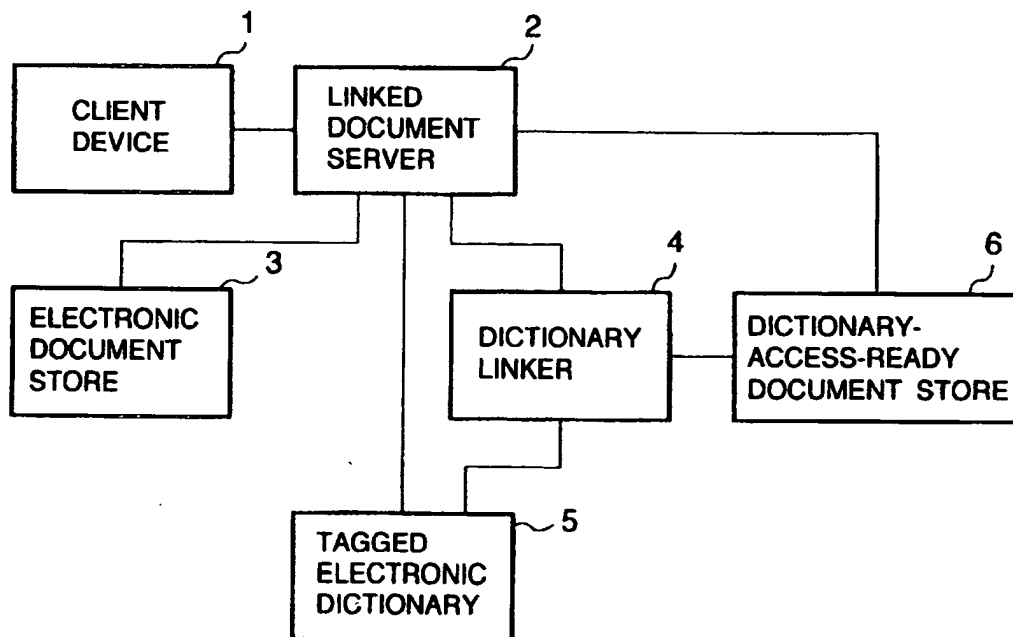 1
CLIENT
DEVICE
2
LINKED
DOCUMENT
SERVER
3
ELECTRONIC
DOCUMENT
STORE
4
DICTIONARY
LINKER
6
DICTIONARY-
ACCESS-READY
DOCUMENT STORE
5
TAGGED
ELECTRONIC
DICTIONARY